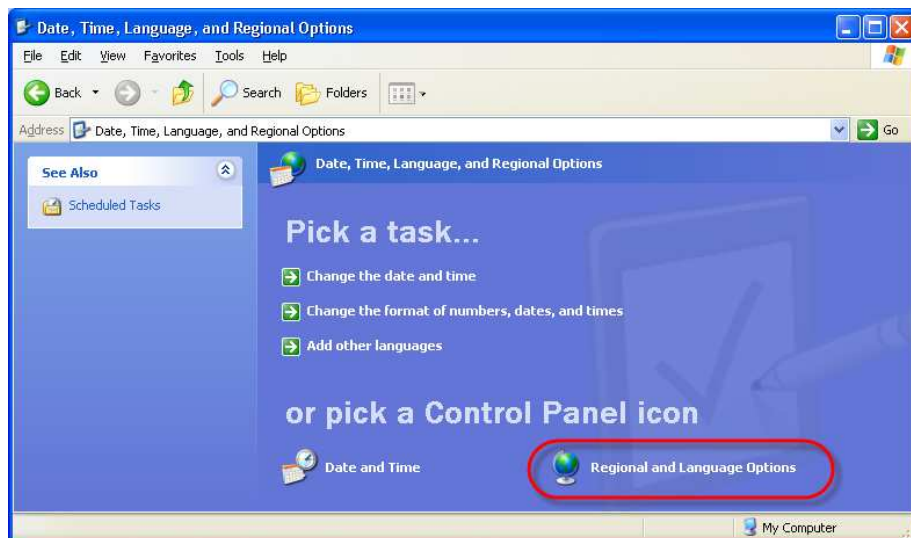 Date, Time, Language, and Regional Options
File Edit View Favorites Tools Help
Back Search Folders
Address Date, Time, Language, and Regional Options Go
See Also
Scheduled Tasks
Date, Time, Language, and Regional Options
Pick a task...
Change the date and time
Change the format of numbers, dates, and times
Add other languages
or pick a Control Panel icon
Date and Time
Regional and Language Options
My Computer